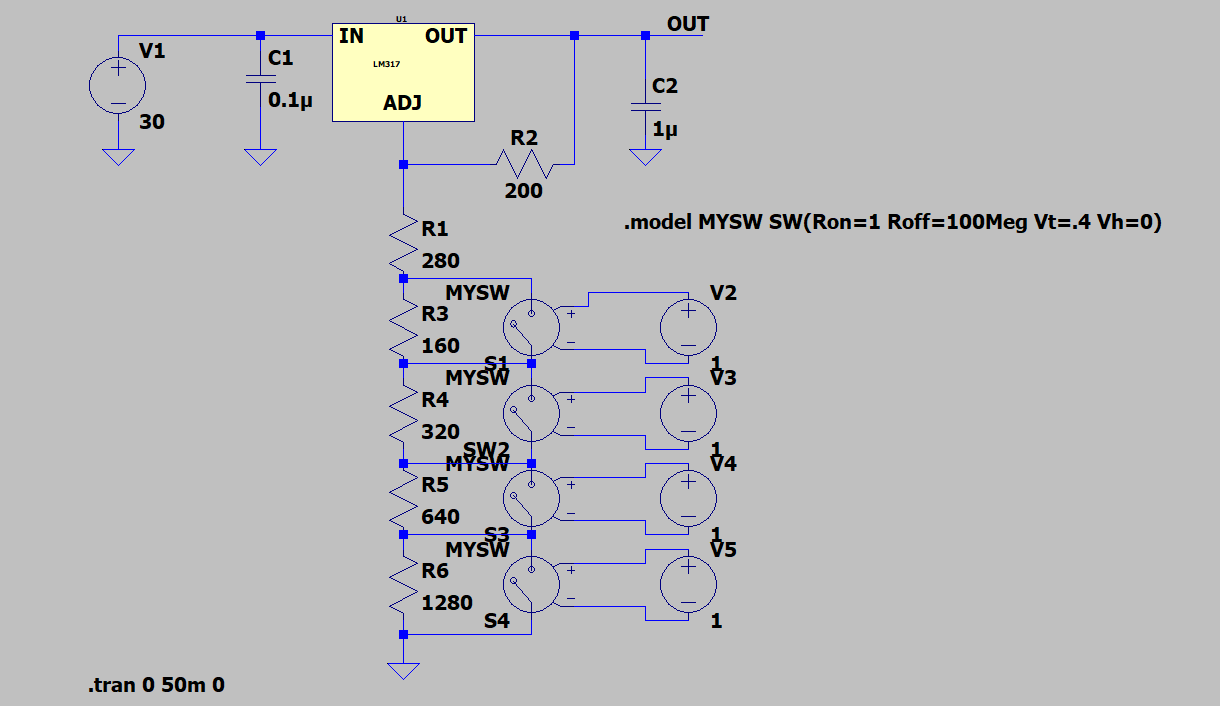 U1
OUT
IN OUT
V1
C1
LM317
C2
0.1µ
ADJ
30
1µ
R2
200
.model MYSW SW(Ron=1 Roff=100Meg Vt=.4 Vh=0)
R1
280
MYSW
V2
R3
160
S1
1
MYSW
V3
R4
320
SW2
1
MYSW
V4
R5
640
S3
1
MYSW
V5
R6
1280
S4
1
.tran 0 50m 0